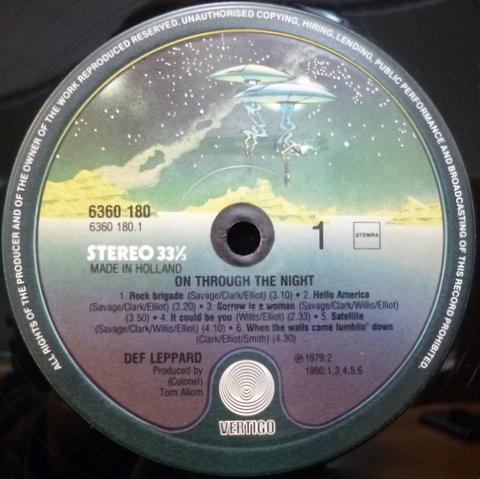 ALL RIGHTS OF THE PRODUCER AND OF THE OWNER OF THE WORK REPRODUCED RESERVED. UNAUTHORISED COPYING, HIRING, LENDING, PUBLIC PERFORMANCE AND BROADCASTING OF THIS RECORD PROHIBITED.
6360 180
6360 180.1
1
STEMRA
STEREO 33⅓
MADE IN HOLLAND
ON THROUGH THE NIGHT
1. Rock brigade (Savage/Clark/Elliot) (3.10) • 2. Hello America
(Savage/Clark/Elliot) (3.20) • 3. Sorrow is a woman (Savage/Clark/Willis/Elliot)
(3.50) • 4. It could be you (Willis/Elliot) (2.33) • 5. Satellite
(Savage/Clark/Willis/Elliot) (4.10) • 6. When the walls came tumblin' down
(Clark/Elliot/Smith) (4.30)
DEF LEPPARD
Produced by
(Colonel)
Tom Allom
℗ 1979:2
1980:1,3,4,5,6
VERTIGO